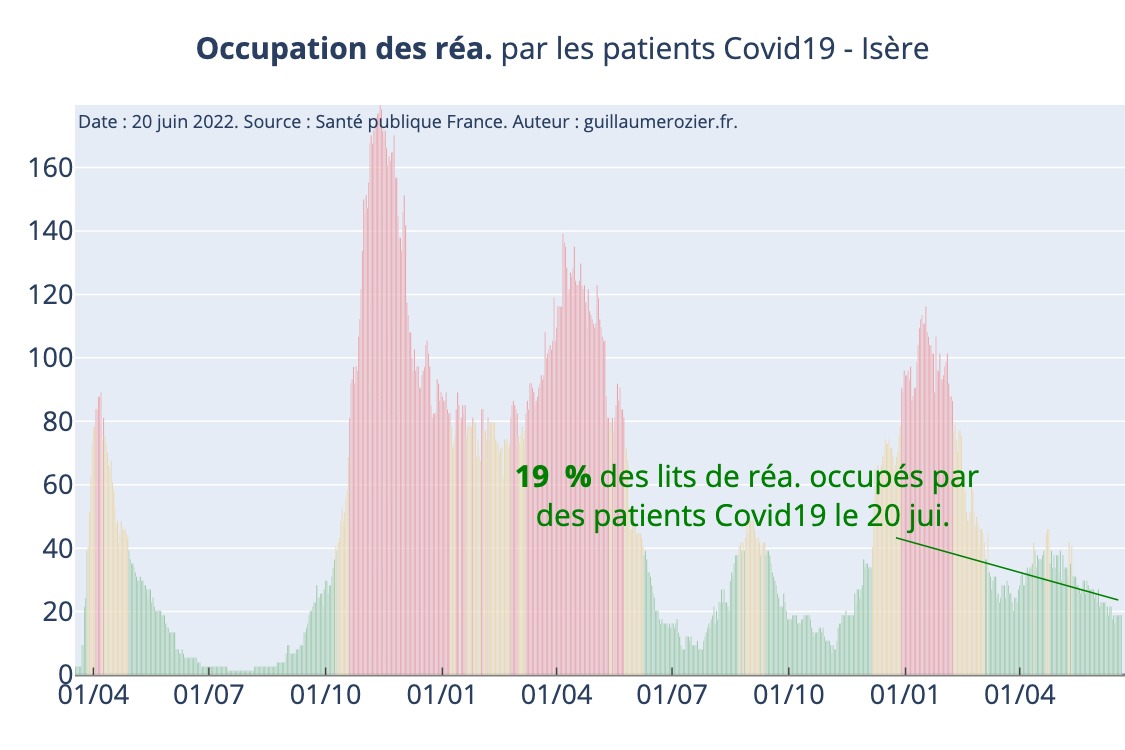 Occupation des réa. par les patients Covid19 - Isère
Date : 20 juin 2022. Source : Santé publique France. Auteur : guillaumerozier.fr.
160
140
120
100
80
60
40
20
0
19 % des lits de réa. occupés par
des patients Covid19 le 20 jui.
01/04 01/07 01/10 01/01 01/04 01/07 01/10 01/01 01/04